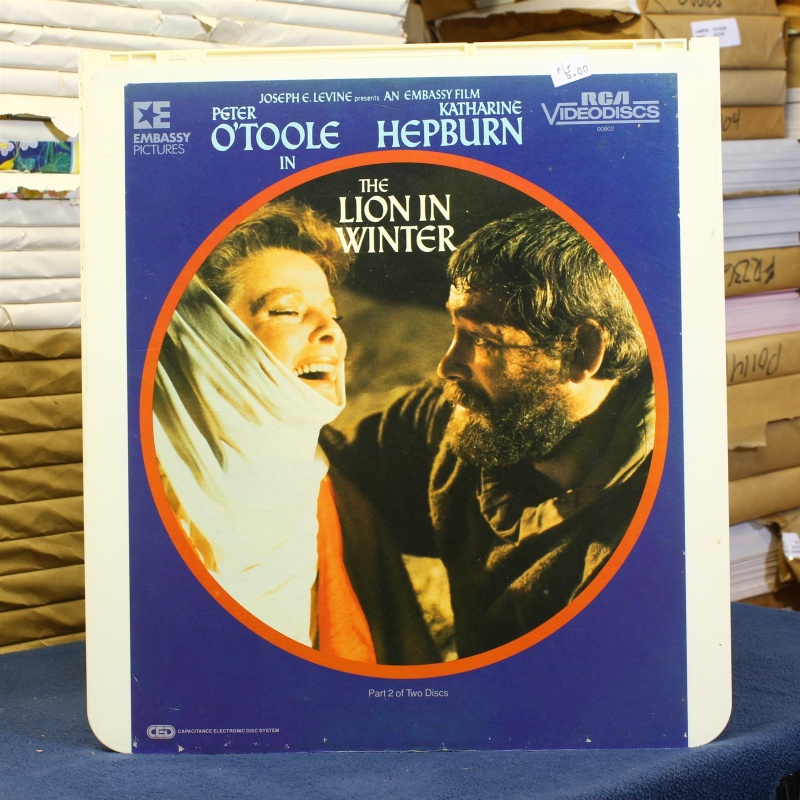 5.00
JOSEPH E. LEVINE presents AN EMBASSY FILM
PETER
O'TOOLE
KATHARINE
HEPBURN
IN
THE
LION IN
WINTER
EMBASSY
PICTURES
RCA
VIDEODISCS
00802
Part 2 of Two Discs
CED CAPACITANCE ELECTRONIC DISC SYSTEM